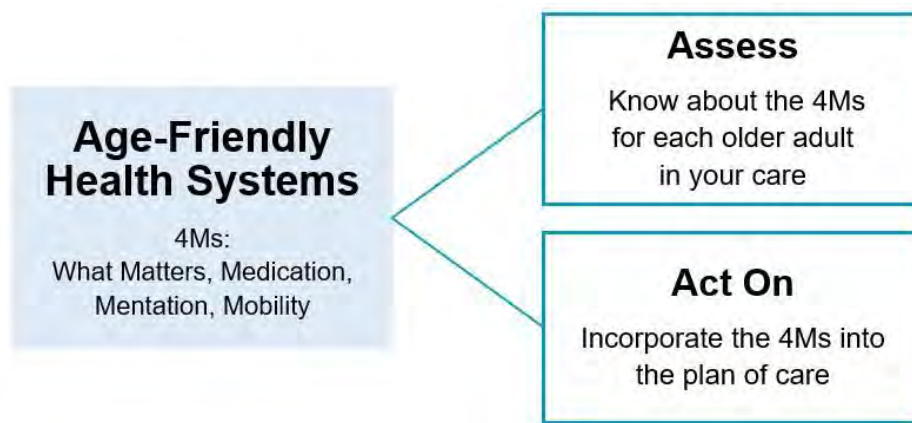 Age-Friendly
Health Systems
4Ms:
What Matters, Medication,
Mentation, Mobility
Assess
Know about the 4Ms
for each older adult
in your care
Act On
Incorporate the 4Ms into
the plan of care